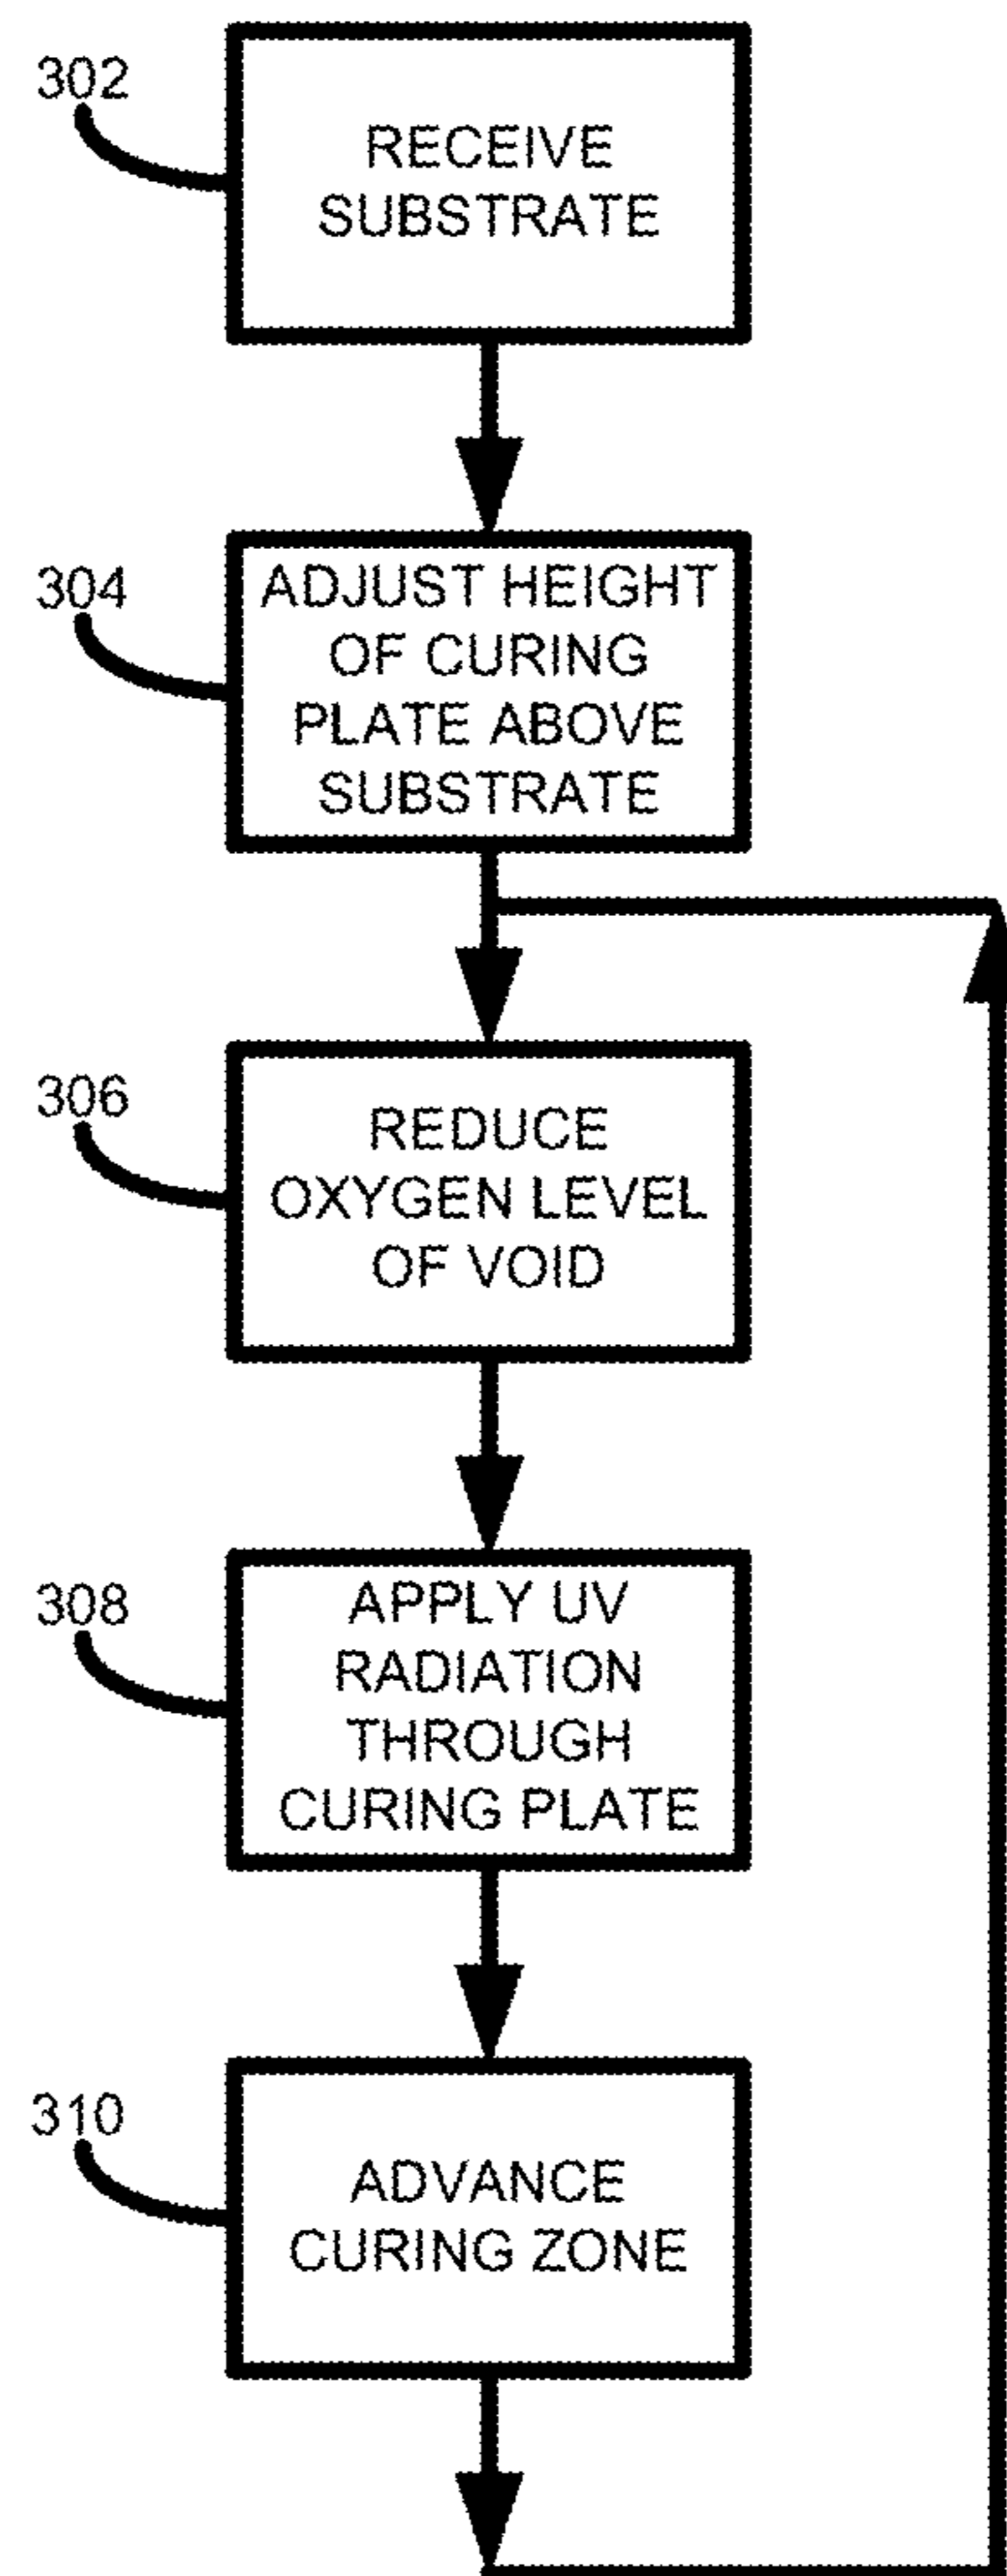 302
RECEIVE
SUBSTRATE
304
ADJUST HEIGHT
OF CURING
PLATE ABOVE
SUBSTRATE
306
REDUCE
OXYGEN LEVEL
OF VOID
308
APPLY UV
RADIATION
THROUGH
CURING PLATE
310
ADVANCE
CURING ZONE